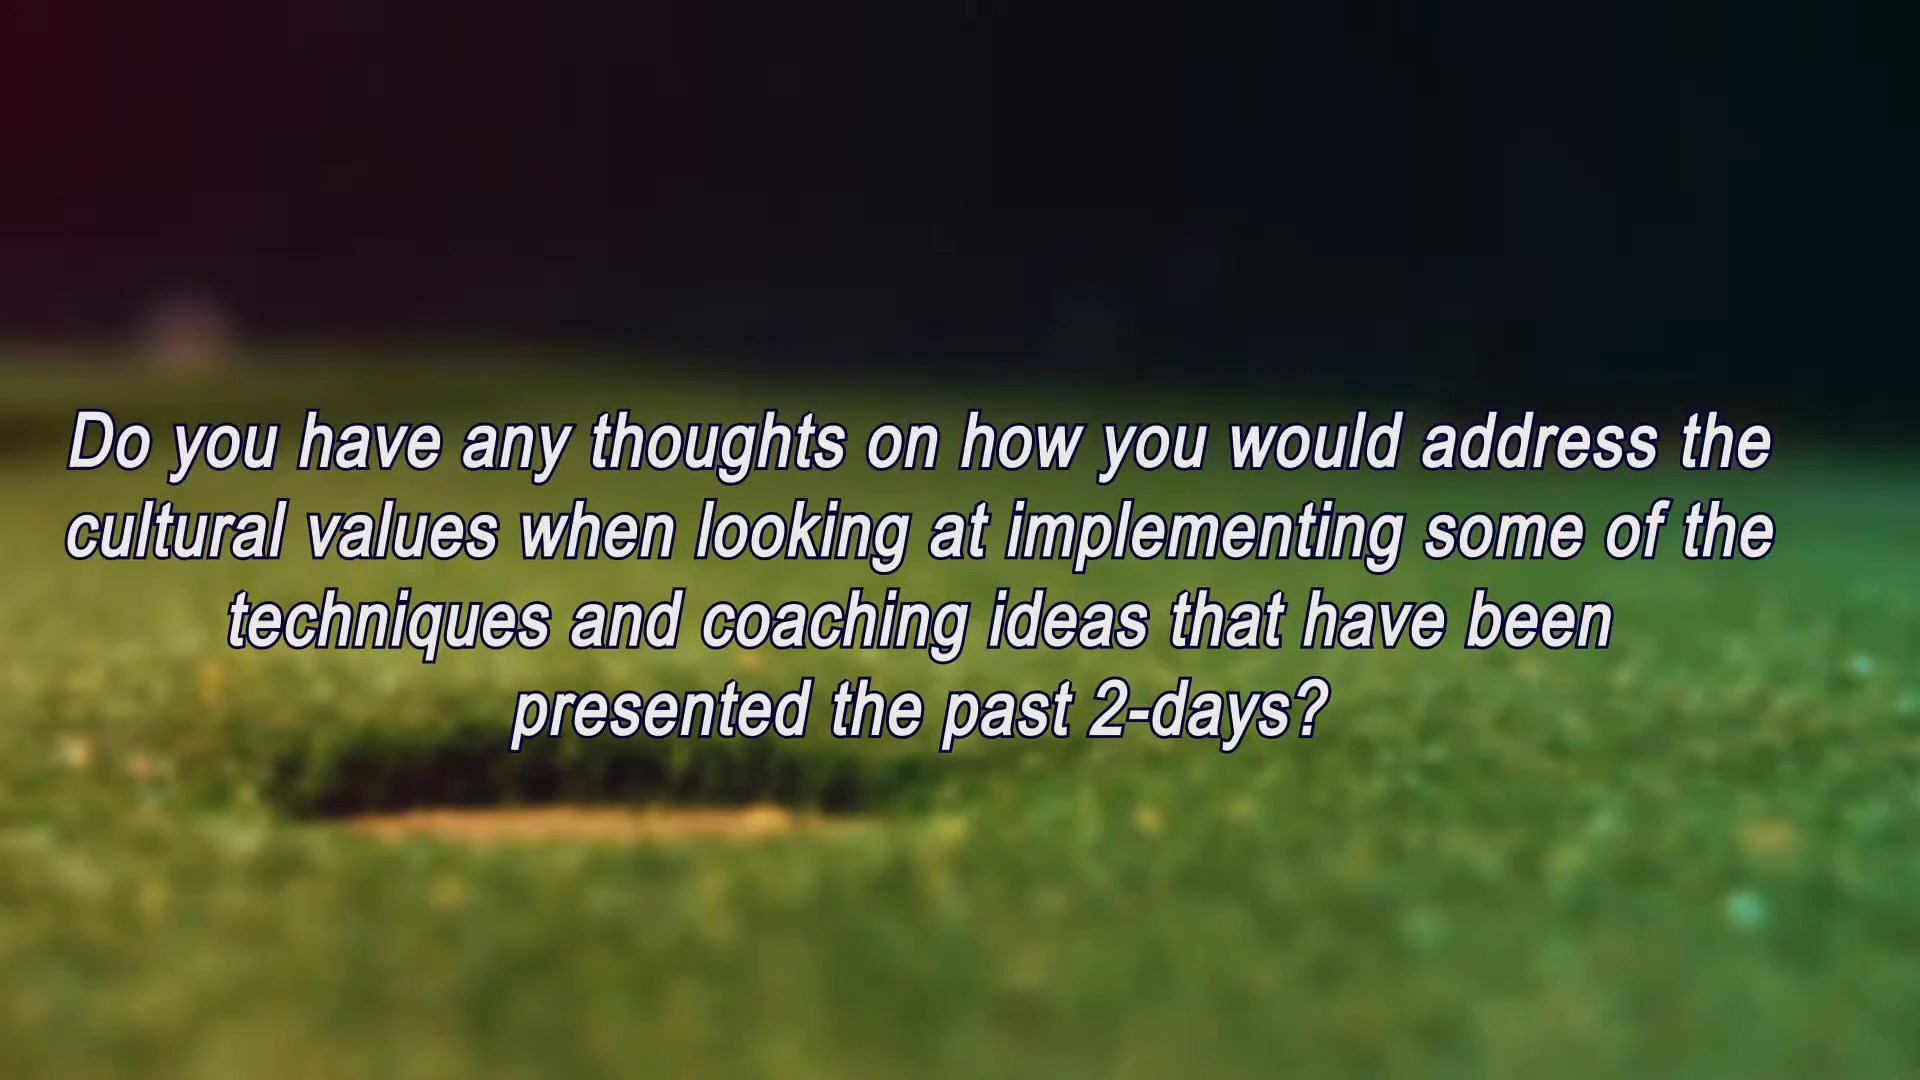 Do you have any thoughts on how you would address the
cultural values when looking at implementing some of the
techniques and coaching ideas that have been
presented the past 2-days?